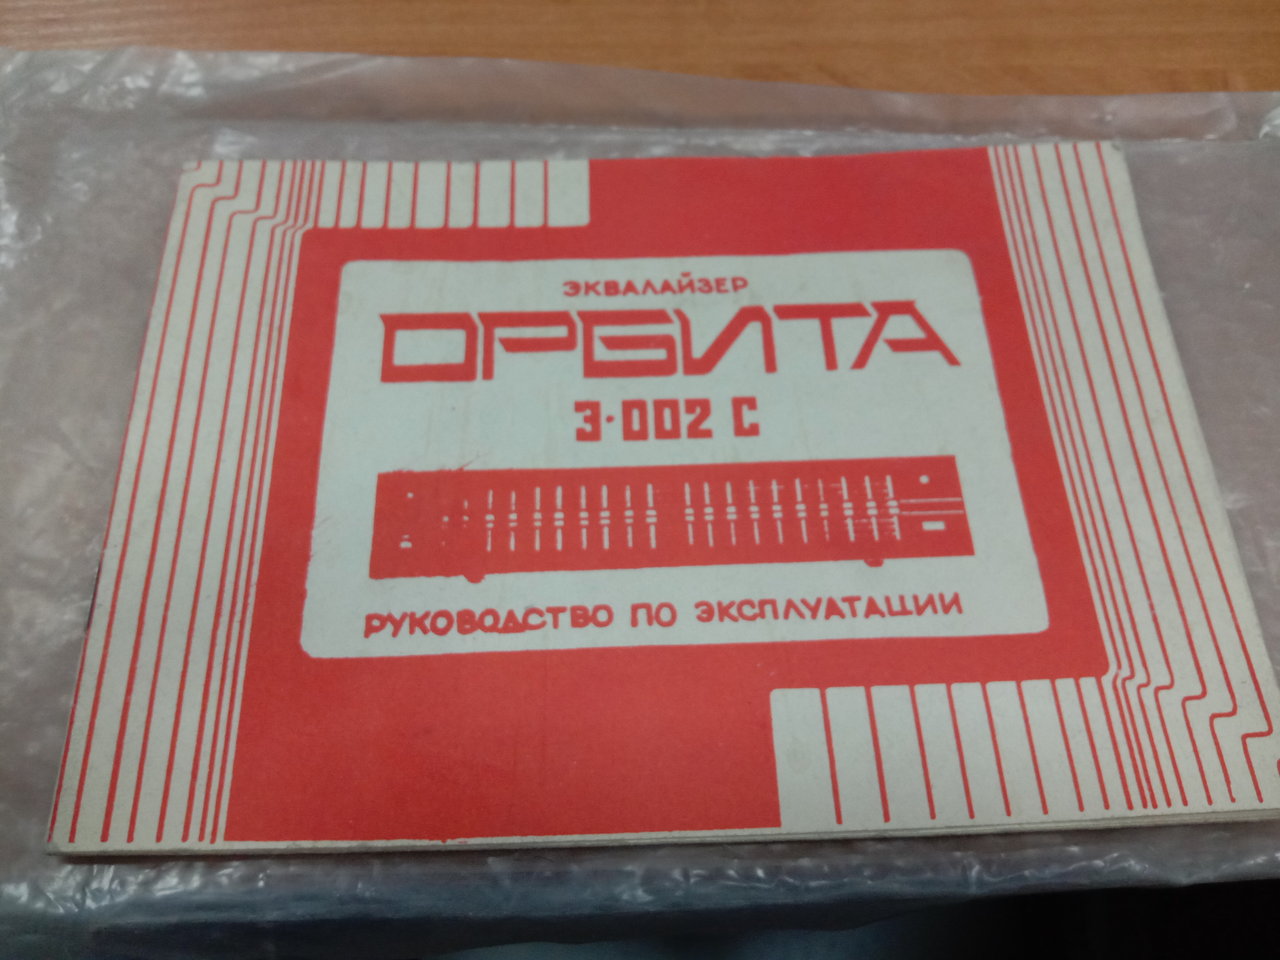 ЭКВАЛАЙЗЕР
ОРБИТА
Э-002 С
РУКОВОДСТВО ПО ЭКСПЛУАТАЦИИ